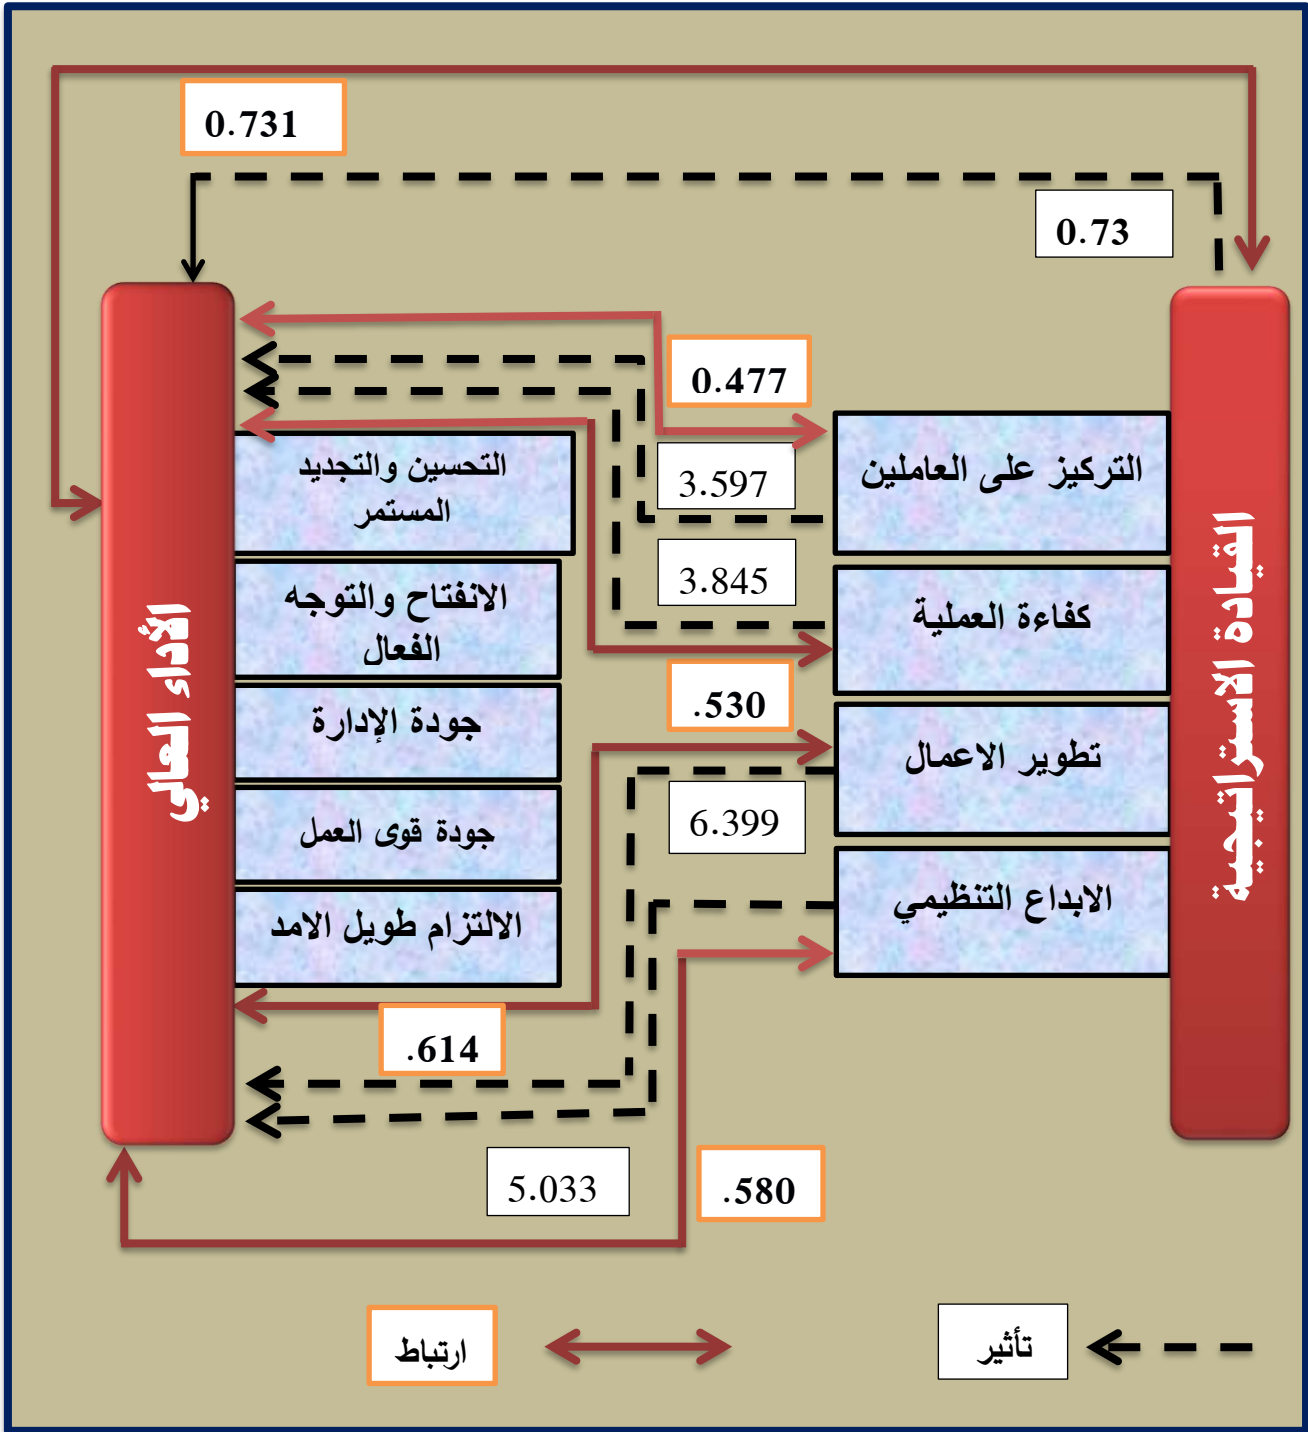 0.731
0.73
0.477
التركيز على العاملين
3.597
التحسين والتجديد
المستمر
3.845
كفاءة العملية
الانفتاح والتوجه
الفعال
.530
جودة الإدارة
تطوير الاعمال
6.399
جودة قوى العمل
الابداع التنظيمي
الالتزام طويل الامد
القيادة الاستراتيجية
الأداء العالي
.614
5.033
.580
تأثير
ارتباط